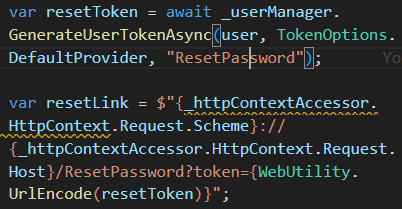 var resetToken = await _userManager.
GenerateUserTokenAsync(user, TokenOptions.
DefaultProvider, "ResetPassword"); Yo
var resetLink = $"{_httpContextAccessor.
HttpContext.Request.Scheme}://
{_httpContextAccessor.HttpContext.Request.
Host}/ResetPassword?token={WebUtility.
UrlEncode(resetToken)}";